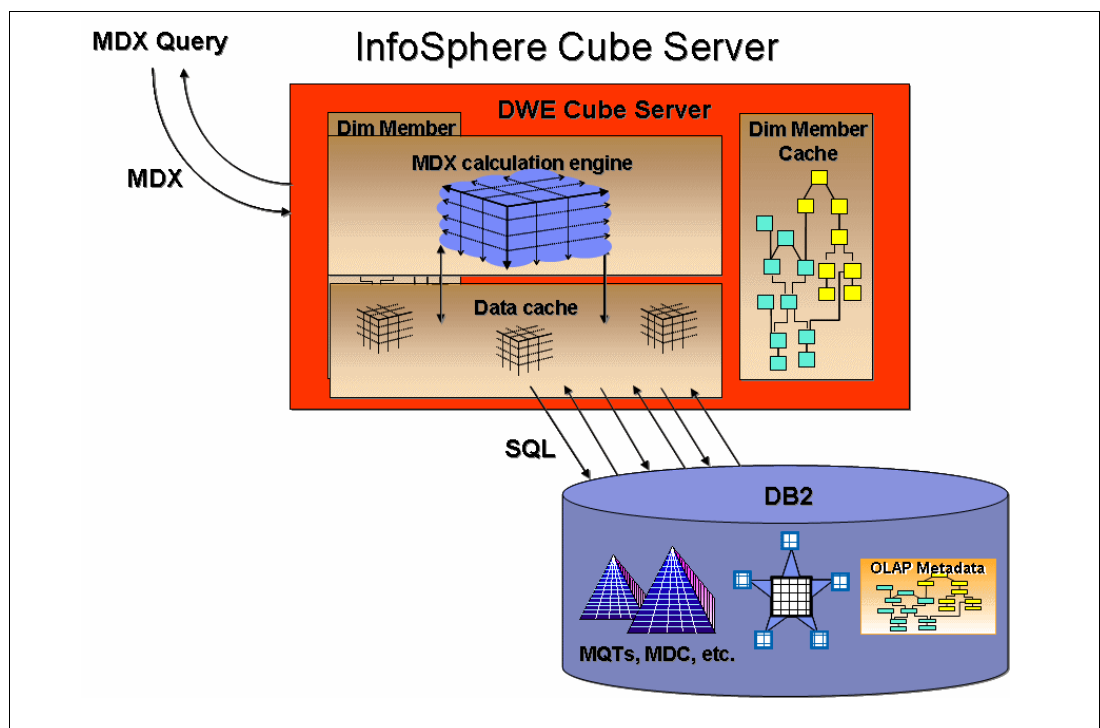 MDX Query
InfoSphere Cube Server
DWE Cube Server
Dim Member
Dim Member
Cache
MDX calculation engine
MDX
Data cache
SQL
DB2
OLAP Metadata
MQTs, MDC, etc.